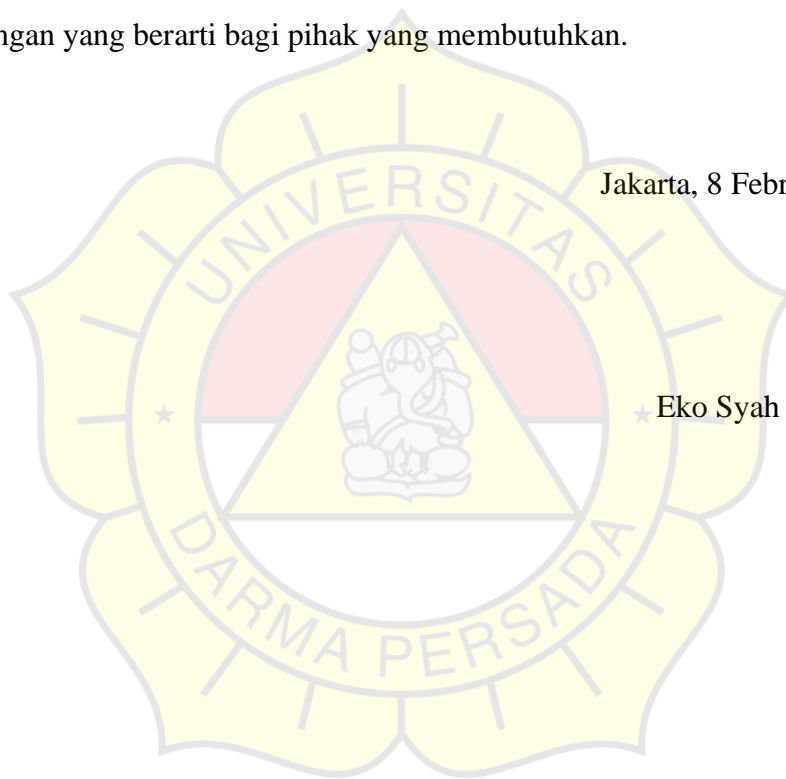 ngan yang berarti bagi pihak yang membutuhkan.
Jakarta, 8 Febr
Eko Syah
UNIVERSITAS
DARMA PERSADA